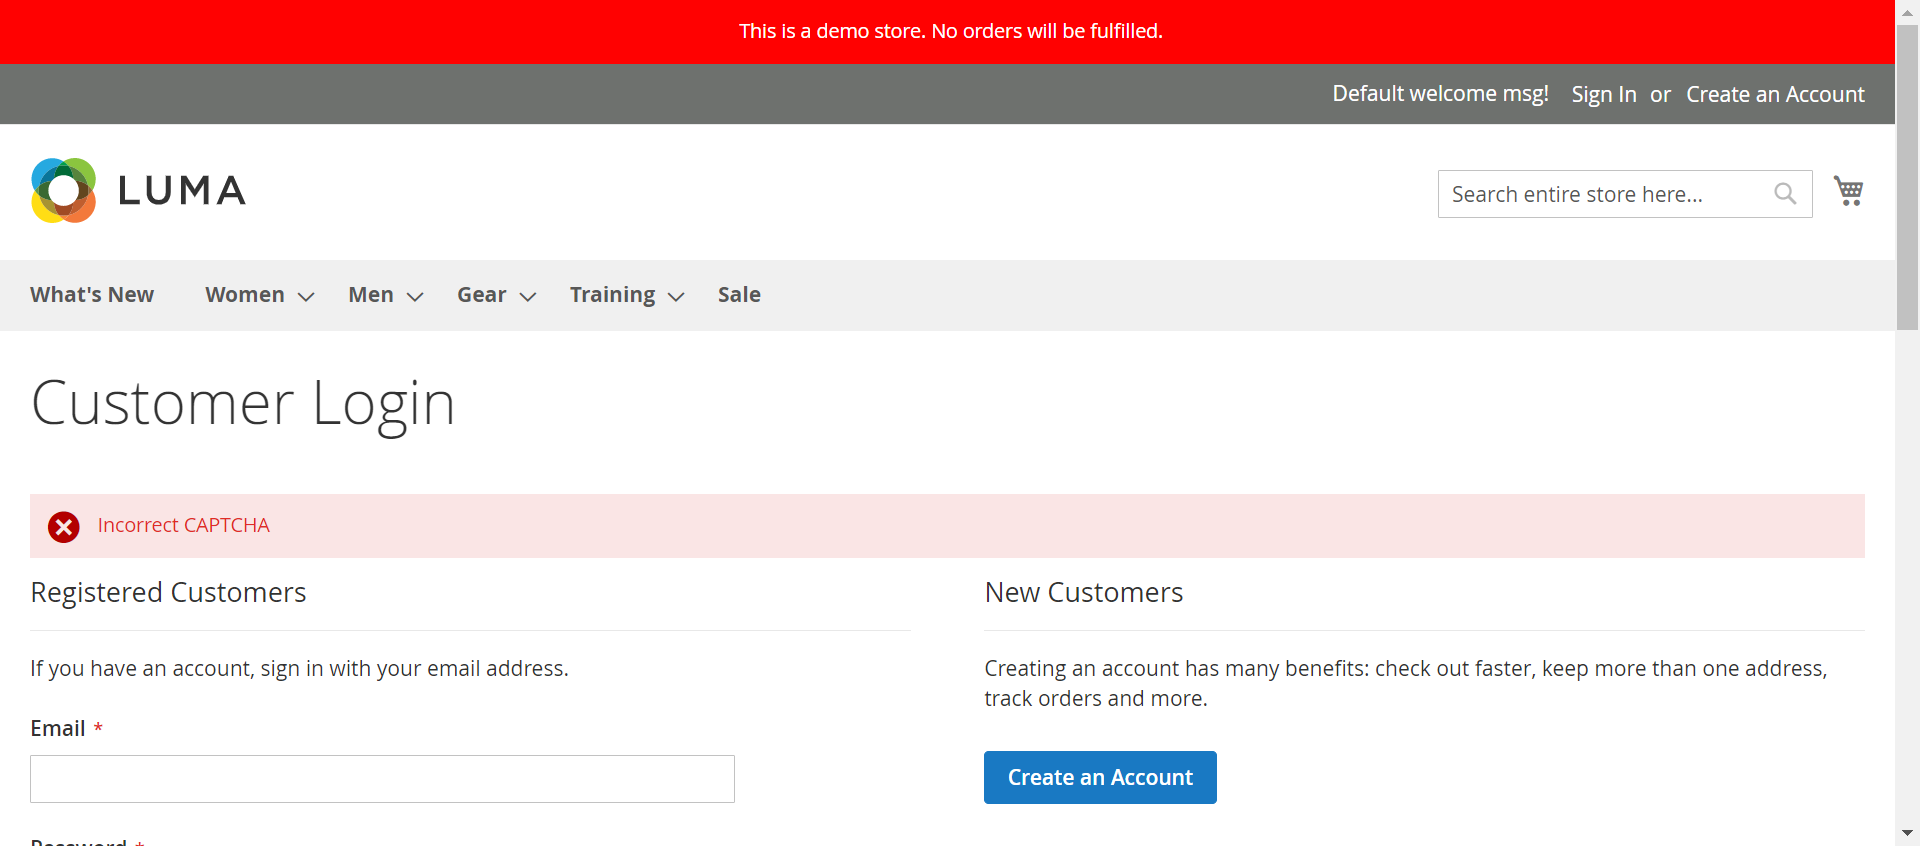 This is a demo store. No orders will be fulfilled.
Default welcome msg! Sign In or Create an Account
LUMA
Search entire store here...
What's New Women Men Gear Training Sale
Customer Login
Incorrect CAPTCHA
Registered Customers
If you have an account, sign in with your email address.
Email *
Password *
New Customers
Creating an account has many benefits: check out faster, keep more than one address,
track orders and more.
Create an Account